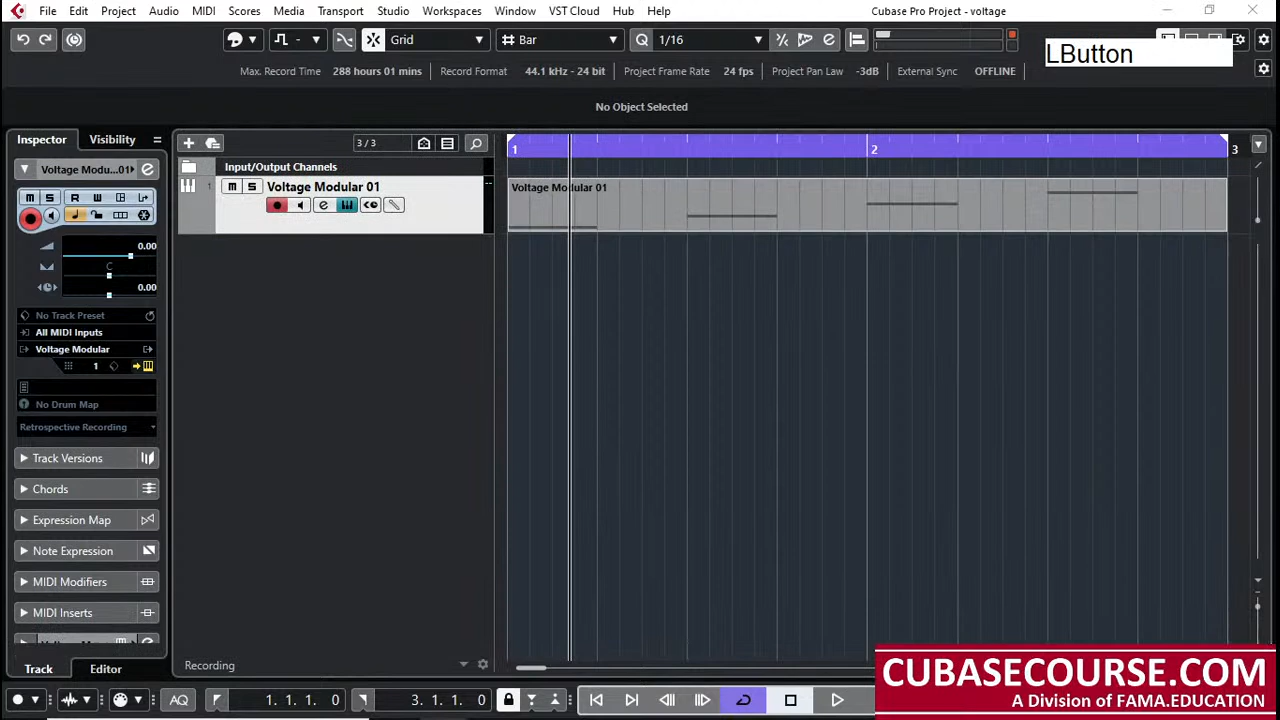 File Edit Project Audio MIDI Scores Media Transport Studio Workspaces Window VST Cloud Hub Help Cubase Pro Project - voltage
Grid Bar Q 1/16
LButton
Max. Record Time 288 hours 01 mins Record Format 44.1 kHz - 24 bit Project Frame Rate 24 fps Project Pan Law -3dB External Sync OFFLINE
No Object Selected
Inspector Visibility 3 / 3 1 2 3
Voltage Modu...01 Input/Output Channels
1 M S Voltage Modular 01 Voltage Modular 01
M S R W
0.00
C
0.00
No Track Preset
All MIDI Inputs
Voltage Modular
1
No Drum Map
Retrospective Recording
Track Versions
Chords
Expression Map
Note Expression
MIDI Modifiers
MIDI Inserts
Track Editor Recording
AQ 1. 1. 1. 0 3. 1. 1. 0
CUBASECOURSE.COM
A Division of FAMA.EDUCATION